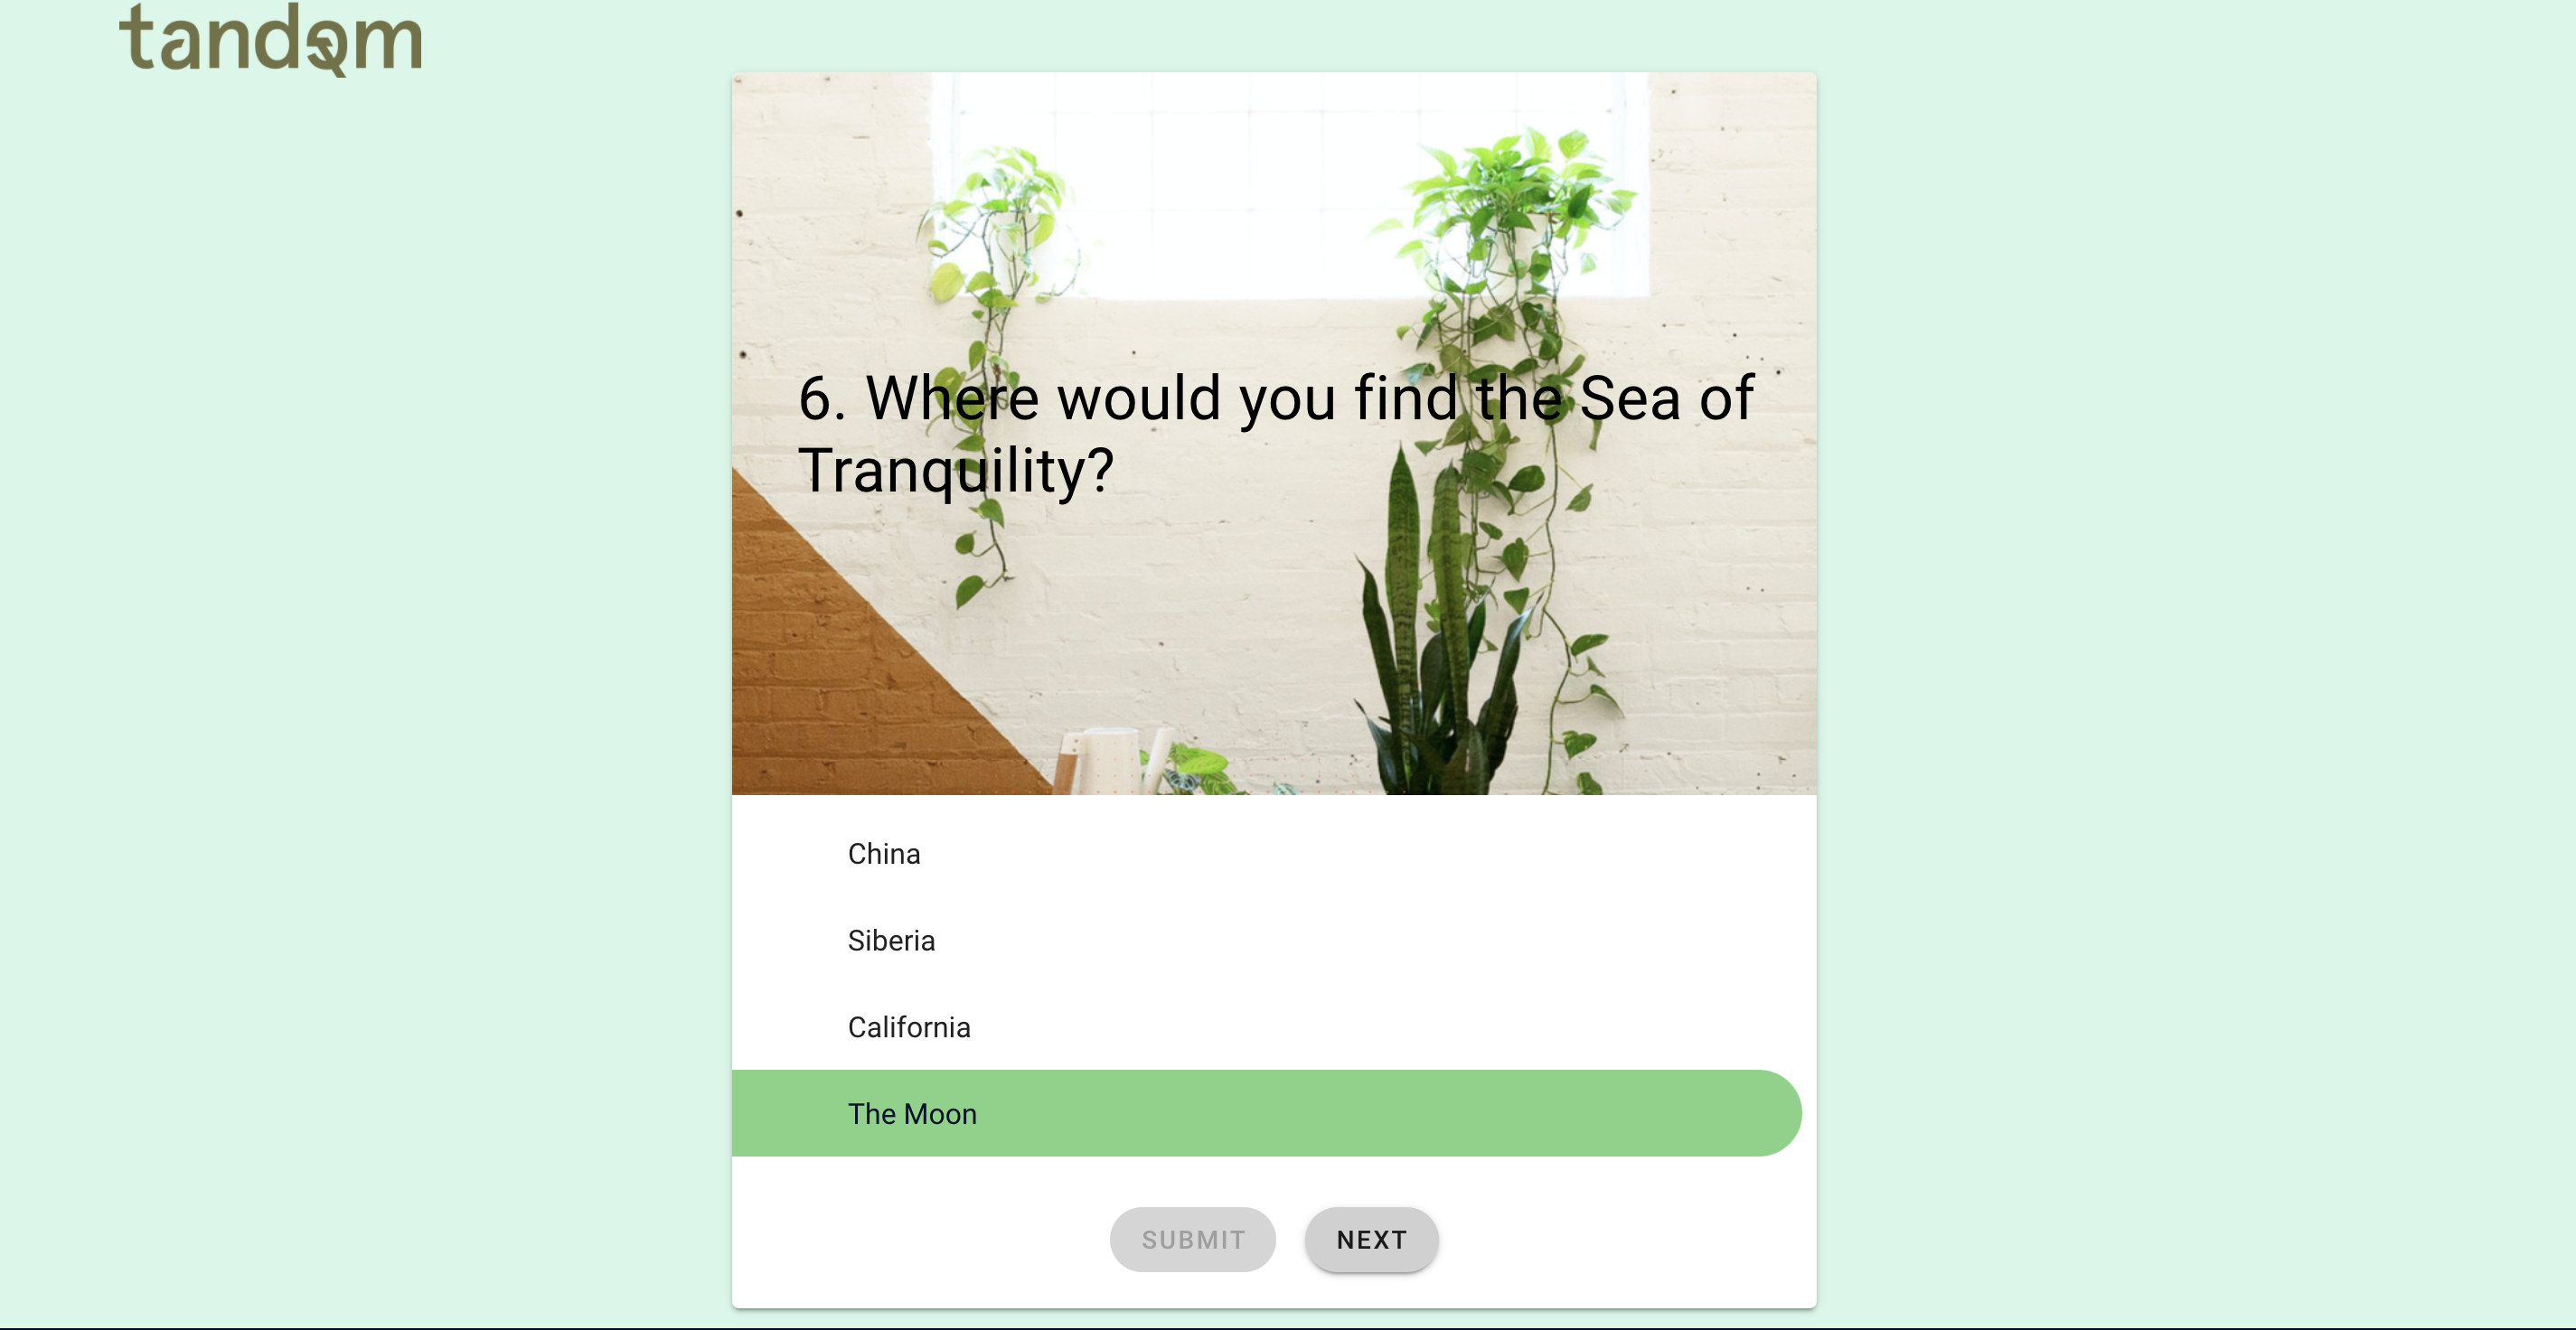 tandem
6. Where would you find the Sea of
Tranquility?
China
Siberia
California
The Moon
SUBMIT
NEXT